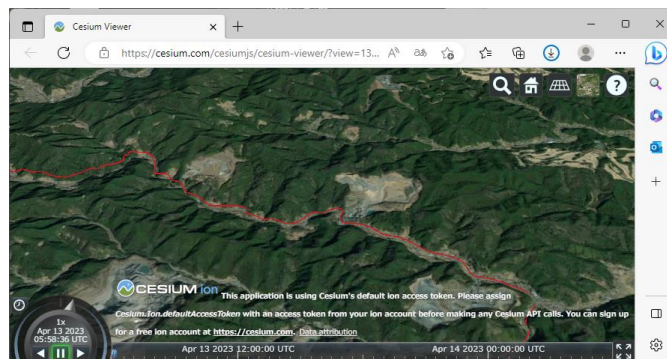 Cesium Viewer
https://cesium.com/cesiumjs/cesium-viewer/?view=13...
CESIUM ion
This application is using Cesium's default ion access token. Please assign
Cesium.Ion.defaultAccessToken with an access token from your ion account before making any Cesium API calls. You can sign up
for a free ion account at https://cesium.com. Data attribution
1x
Apr 13 2023
05:58:36 UTC
Apr 13 2023 12:00:00 UTC
Apr 14 2023 00:00:00 UTC